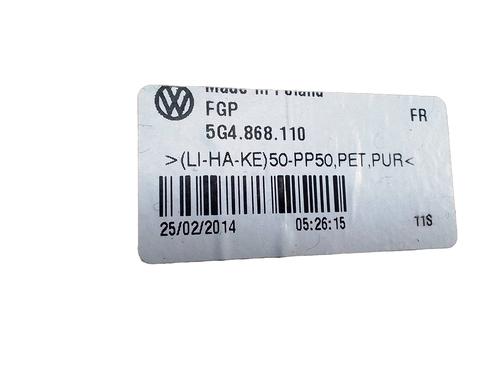 Made in Poland
FGP FR
5G4.868.110
>(LI-HA-KE)50-PP50,PET,PUR<
25/02/2014 05:26:15 11S